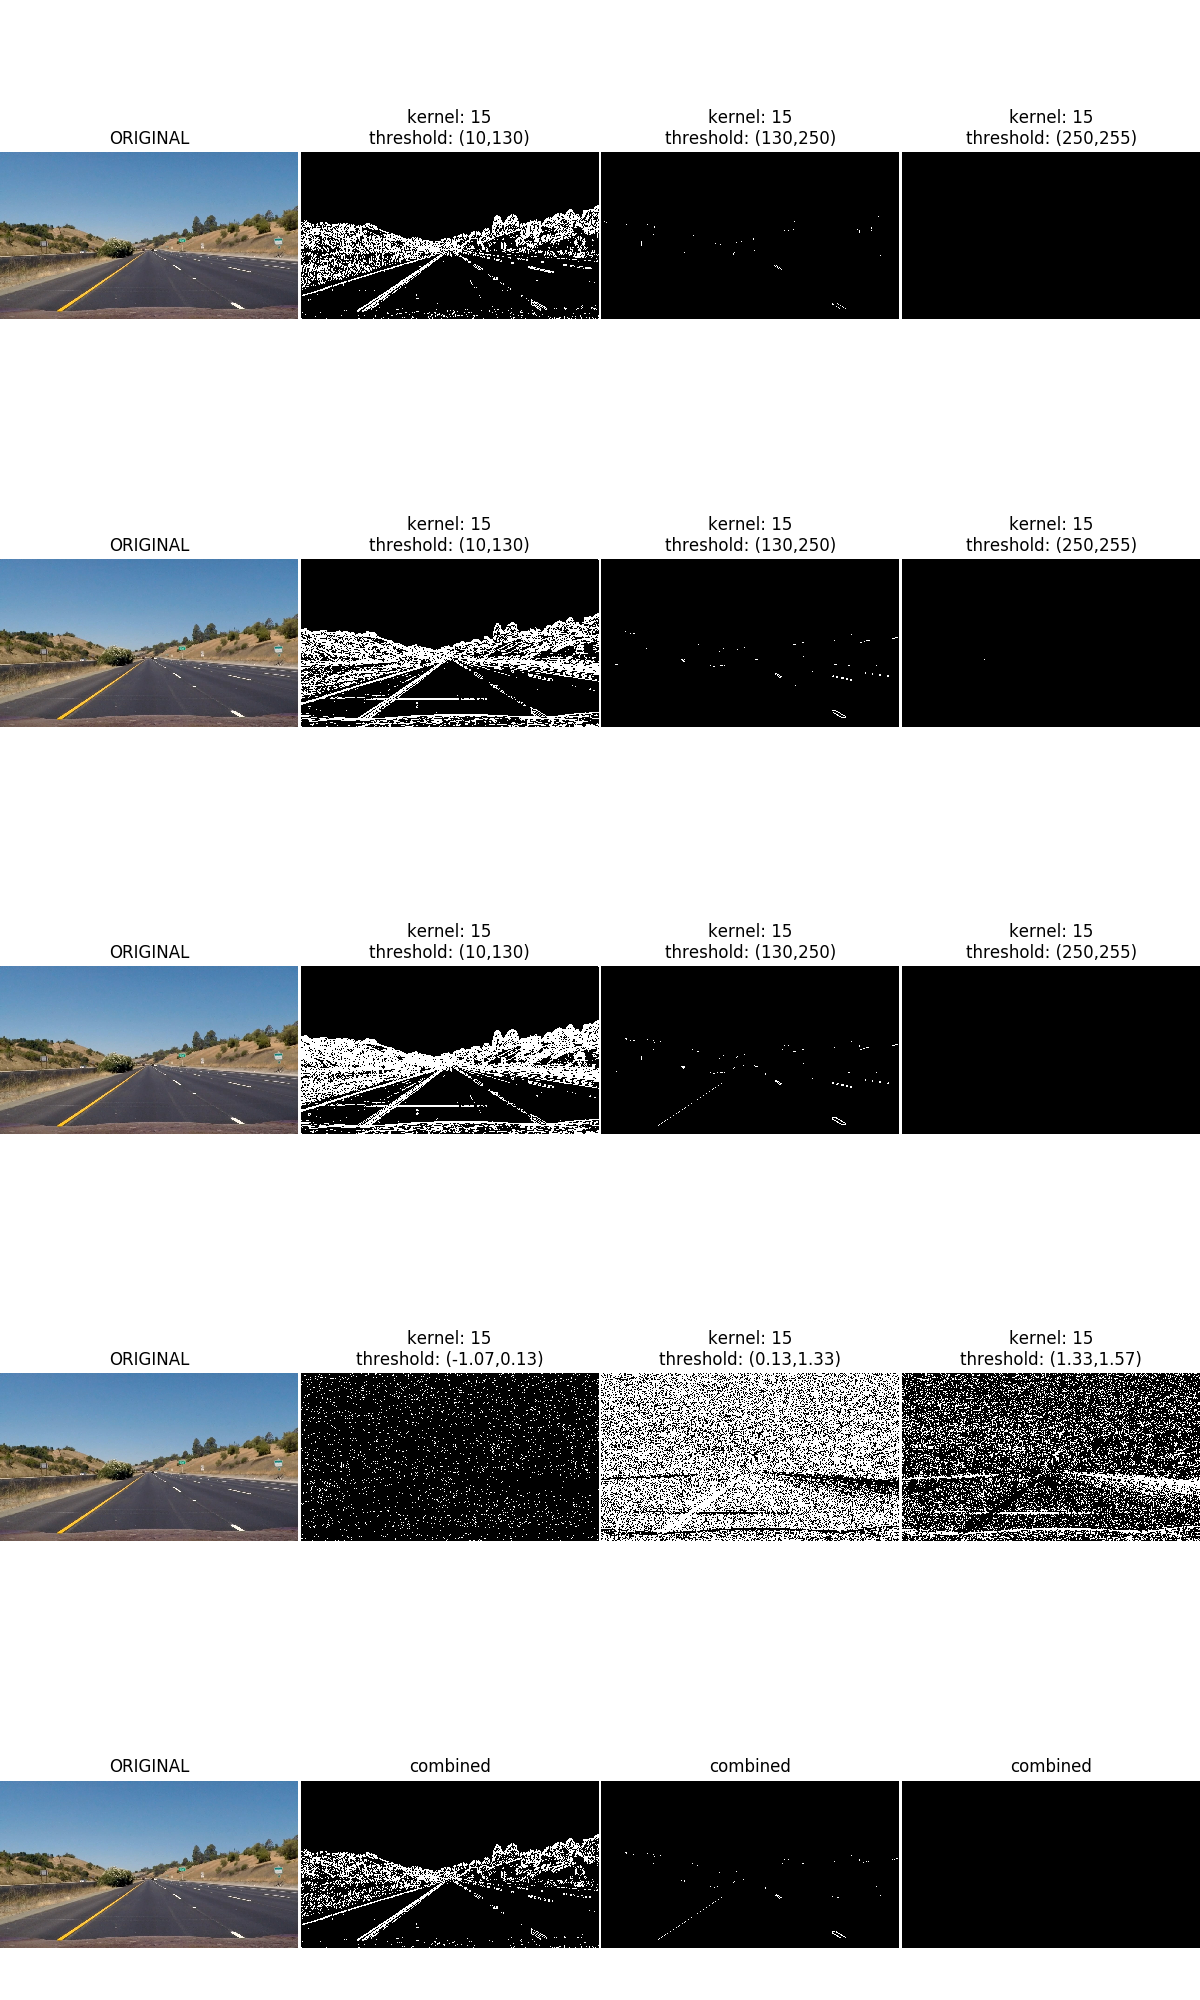 ORIGINAL
kernel: 15
threshold: (10,130)
kernel: 15
threshold: (130,250)
kernel: 15
threshold: (250,255)
ORIGINAL
kernel: 15
threshold: (10,130)
kernel: 15
threshold: (130,250)
kernel: 15
threshold: (250,255)
ORIGINAL
kernel: 15
threshold: (10,130)
kernel: 15
threshold: (130,250)
kernel: 15
threshold: (250,255)
ORIGINAL
kernel: 15
threshold: (-1.07,0.13)
kernel: 15
threshold: (0.13,1.33)
kernel: 15
threshold: (1.33,1.57)
ORIGINAL
combined
combined
combined